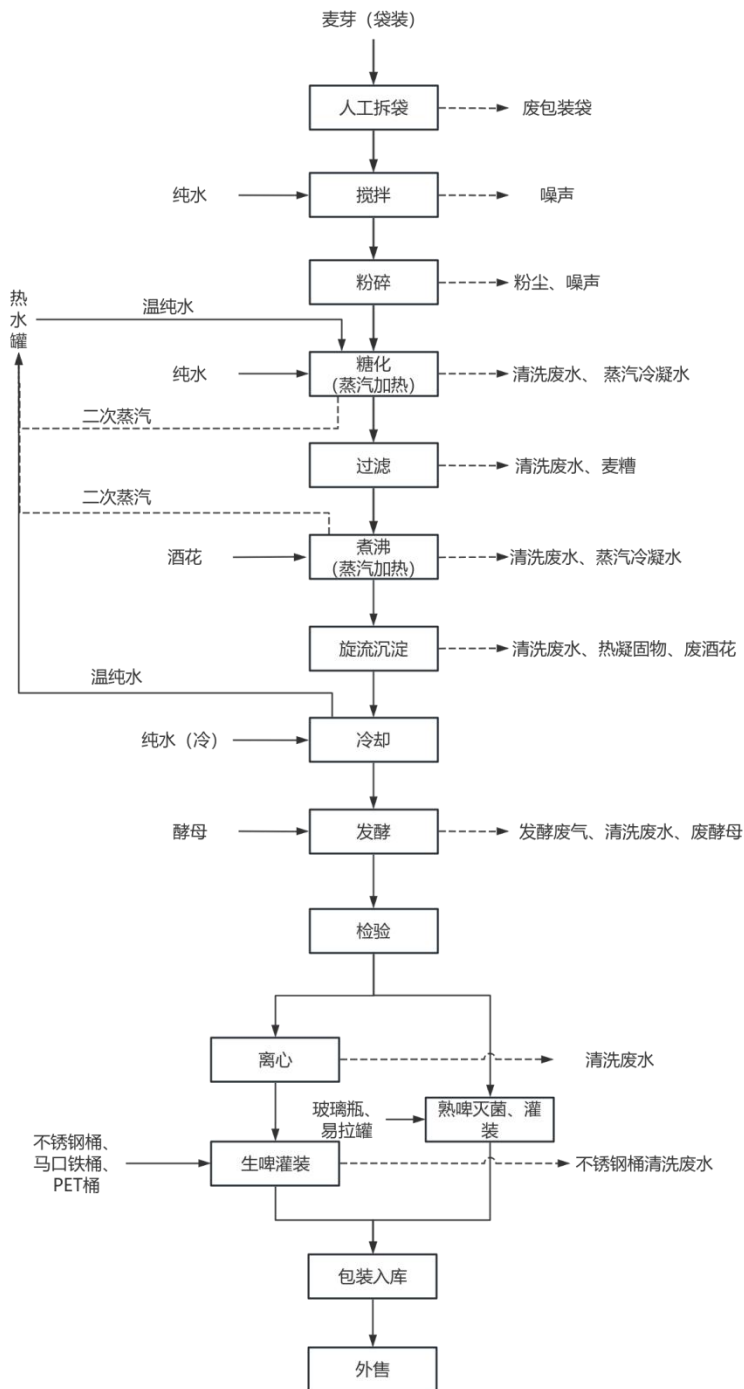 麦芽（袋装）
人工拆袋
废包装袋
纯水
搅拌
噪声
粉碎
粉尘、噪声
热
水
罐
温纯水
纯水
糖化
(蒸汽加热)
清洗废水、 蒸汽冷凝水
二次蒸汽
过滤
清洗废水、麦糟
二次蒸汽
酒花
煮沸
(蒸汽加热)
清洗废水、蒸汽冷凝水
旋流沉淀
清洗废水、热凝固物、废酒花
温纯水
纯水（冷）
冷却
酵母
发酵
发酵废气、清洗废水、废酵母
检验
离心
清洗废水
玻璃瓶、
易拉罐
熟啤灭菌、灌
装
不锈钢桶、
马口铁桶、
PET桶
生啤灌装
不锈钢桶清洗废水
包装入库
外售